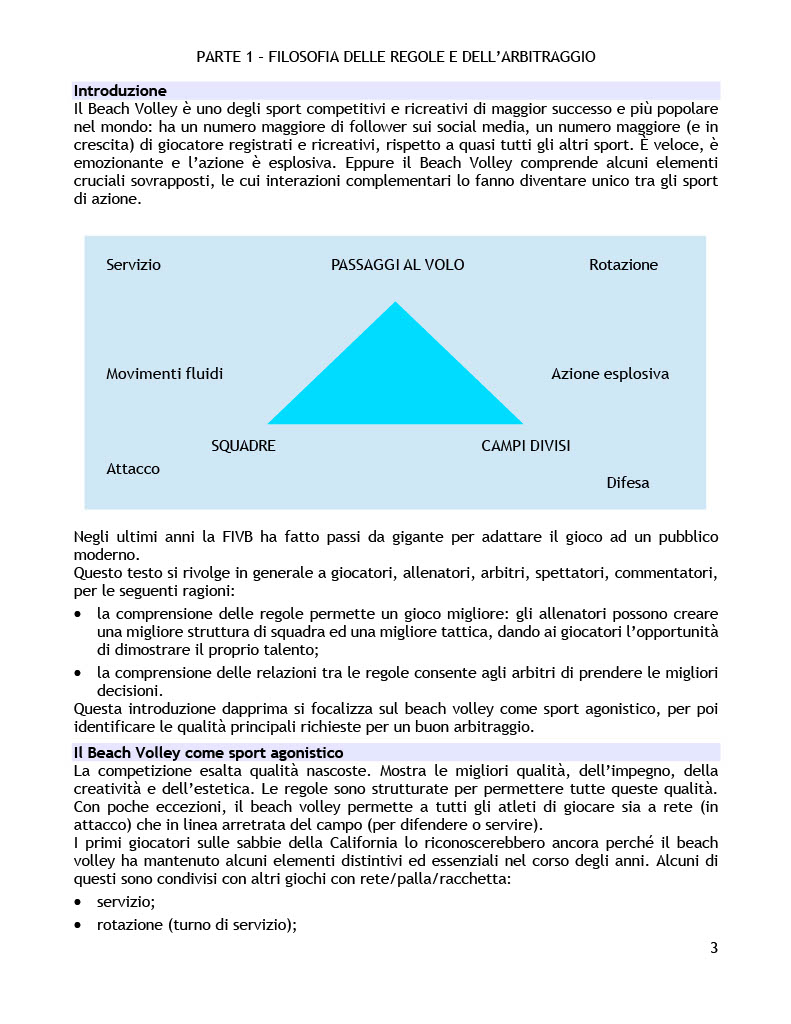 PARTE 1 – FILOSOFIA DELLE REGOLE E DELL’ARBITRAGGIO
Introduzione
Il Beach Volley è uno degli sport competitivi e ricreativi di maggior successo e più popolare
nel mondo: ha un numero maggiore di follower sui social media, un numero maggiore (e in
crescita) di giocatore registrati e ricreativi, rispetto a quasi tutti gli altri sport. È veloce, è
emozionante e l’azione è esplosiva. Eppure il Beach Volley comprende alcuni elementi
cruciali sovrapposti, le cui interazioni complementari lo fanno diventare unico tra gli sport
di azione.
Servizio PASSAGGI AL VOLO Rotazione
Movimenti fluidi Azione esplosiva
SQUADRE CAMPI DIVISI
Attacco
Difesa
Negli ultimi anni la FIVB ha fatto passi da gigante per adattare il gioco ad un pubblico
moderno.
Questo testo si rivolge in generale a giocatori, allenatori, arbitri, spettatori, commentatori,
per le seguenti ragioni:
• la comprensione delle regole permette un gioco migliore: gli allenatori possono creare
una migliore struttura di squadra ed una migliore tattica, dando ai giocatori l’opportunità
di dimostrare il proprio talento;
• la comprensione delle relazioni tra le regole consente agli arbitri di prendere le migliori
decisioni.
Questa introduzione dapprima si focalizza sul beach volley come sport agonistico, per poi
identificare le qualità principali richieste per un buon arbitraggio.
Il Beach Volley come sport agonistico
La competizione esalta qualità nascoste. Mostra le migliori qualità, dell’impegno, della
creatività e dell’estetica. Le regole sono strutturate per permettere tutte queste qualità.
Con poche eccezioni, il beach volley permette a tutti gli atleti di giocare sia a rete (in
attacco) che in linea arretrata del campo (per difendere o servire).
I primi giocatori sulle sabbie della California lo riconoscerebbero ancora perché il beach
volley ha mantenuto alcuni elementi distintivi ed essenziali nel corso degli anni. Alcuni di
questi sono condivisi con altri giochi con rete/palla/racchetta:
• servizio;
• rotazione (turno di servizio);
3